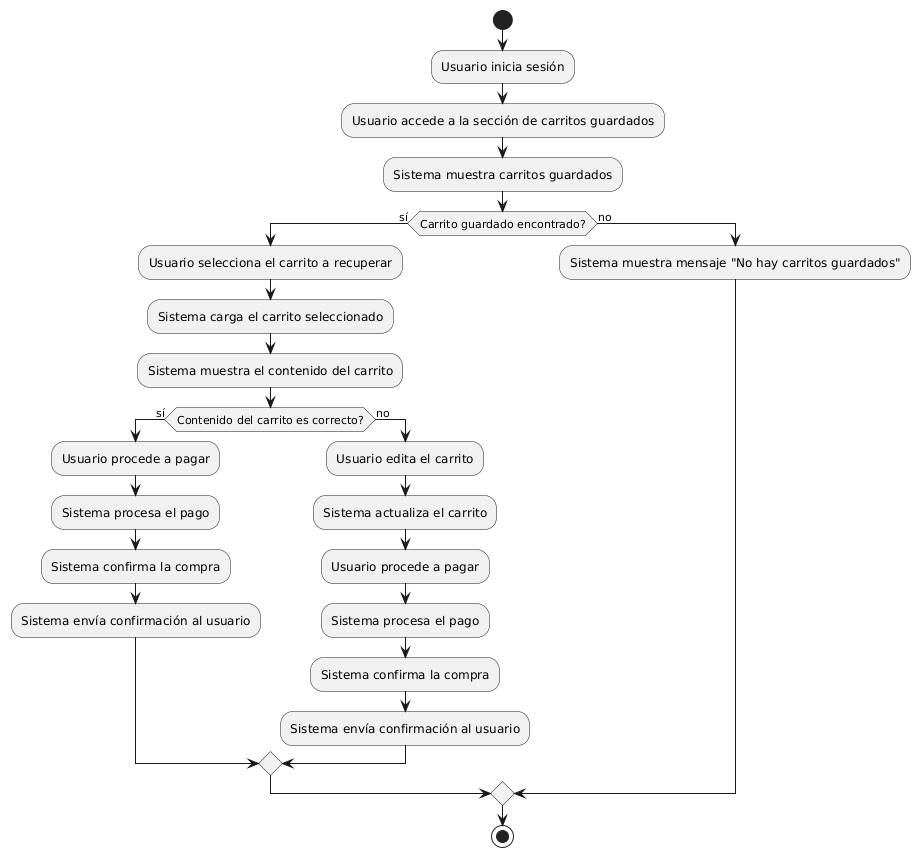 Usuario inicia sesión
Usuario accede a la sección de carritos guardados
Sistema muestra carritos guardados
sí
Carrito guardado encontrado?
no
Usuario selecciona el carrito a recuperar
Sistema carga el carrito seleccionado
Sistema muestra el contenido del carrito
sí
Contenido del carrito es correcto?
no
Usuario procede a pagar
Sistema procesa el pago
Sistema confirma la compra
Sistema envía confirmación al usuario
Usuario edita el carrito
Sistema actualiza el carrito
Usuario procede a pagar
Sistema procesa el pago
Sistema confirma la compra
Sistema envía confirmación al usuario
Sistema muestra mensaje "No hay carritos guardados"